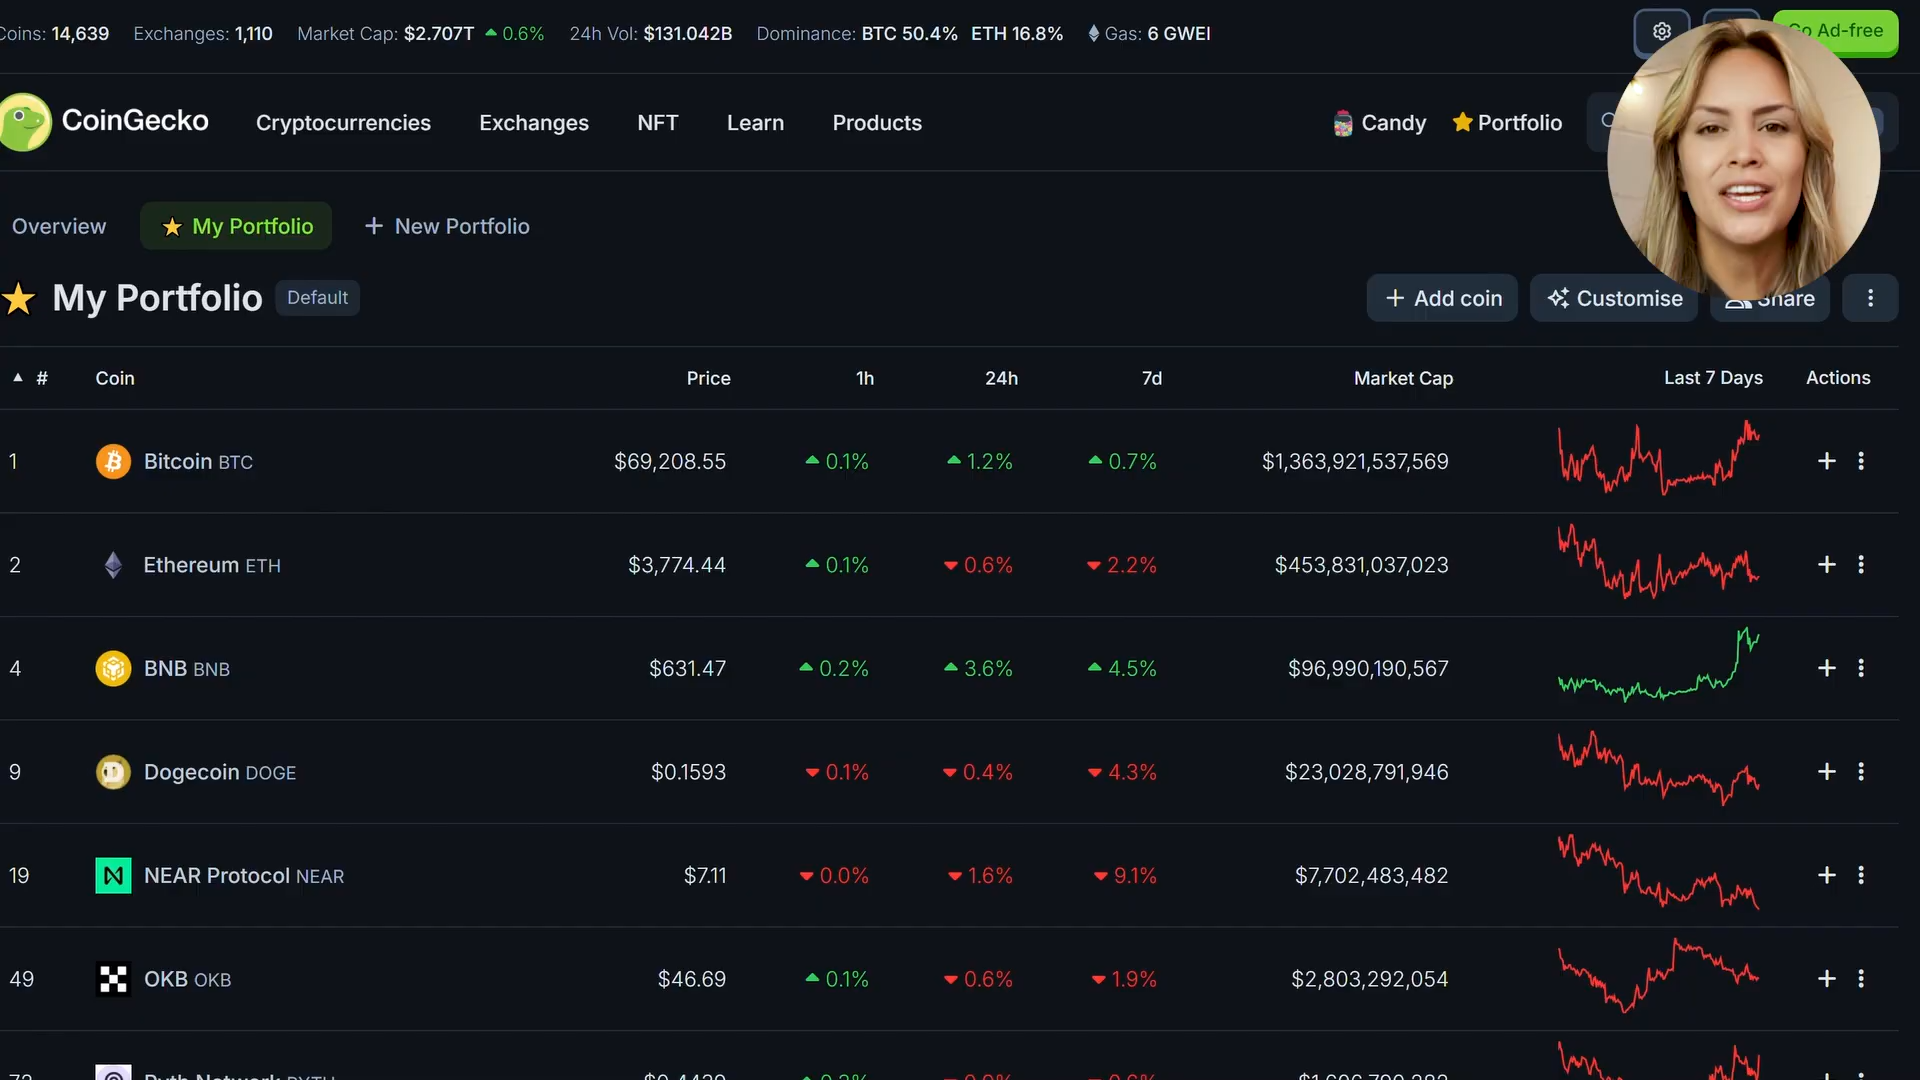 Coins: 14,639 Exchanges: 1,110 Market Cap: $2.707T 0.6% 24h Vol: $131.042B Dominance: BTC 50.4% ETH 16.8% Gas: 6 GWEI
Go Ad-free
CoinGecko Cryptocurrencies Exchanges NFT Learn Products Candy Portfolio
Overview My Portfolio + New Portfolio
My Portfolio Default + Add coin Customise Share
# Coin Price 1h 24h 7d Market Cap Last 7 Days Actions
1 Bitcoin BTC $69,208.55 0.1% 1.2% 0.7% $1,363,921,537,569
2 Ethereum ETH $3,774.44 0.1% 0.6% 2.2% $453,831,037,023
4 BNB BNB $631.47 0.2% 3.6% 4.5% $96,990,190,567
9 Dogecoin DOGE $0.1593 0.1% 0.4% 4.3% $23,028,791,946
19 NEAR Protocol NEAR $7.11 0.0% 1.6% 9.1% $7,702,483,482
49 OKB OKB $46.69 0.1% 0.6% 1.9% $2,803,292,054
Pyth Network PYTH